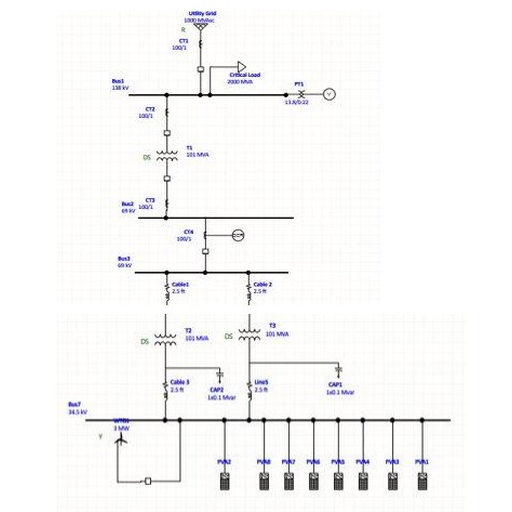 Utility Grid
1000 MVAsc
R
CT1
100/1
Critical Load
2000 MVA
Bus1
138 kV
PT1
13.8/0.22
V
CT2
100/1
T1
101 MVA
DS
CT3
100/1
Bus2
69 kV
CT4
100/1
Bus3
69 kV
Cable1
2.5 ft
Cable 2
2.5 ft
T2
101 MVA
DS
T3
101 MVA
DS
Cable 3
2.5 ft
CAP2
1x0.1 Mvar
Line5
2.5 ft
CAP1
1x0.1 Mvar
Bus7
34.5 kV
WTG1
3 MW
Y
PVA2
PVA8
PVA7
PVA6
PVA5
PVA4
PVA3
PVA1